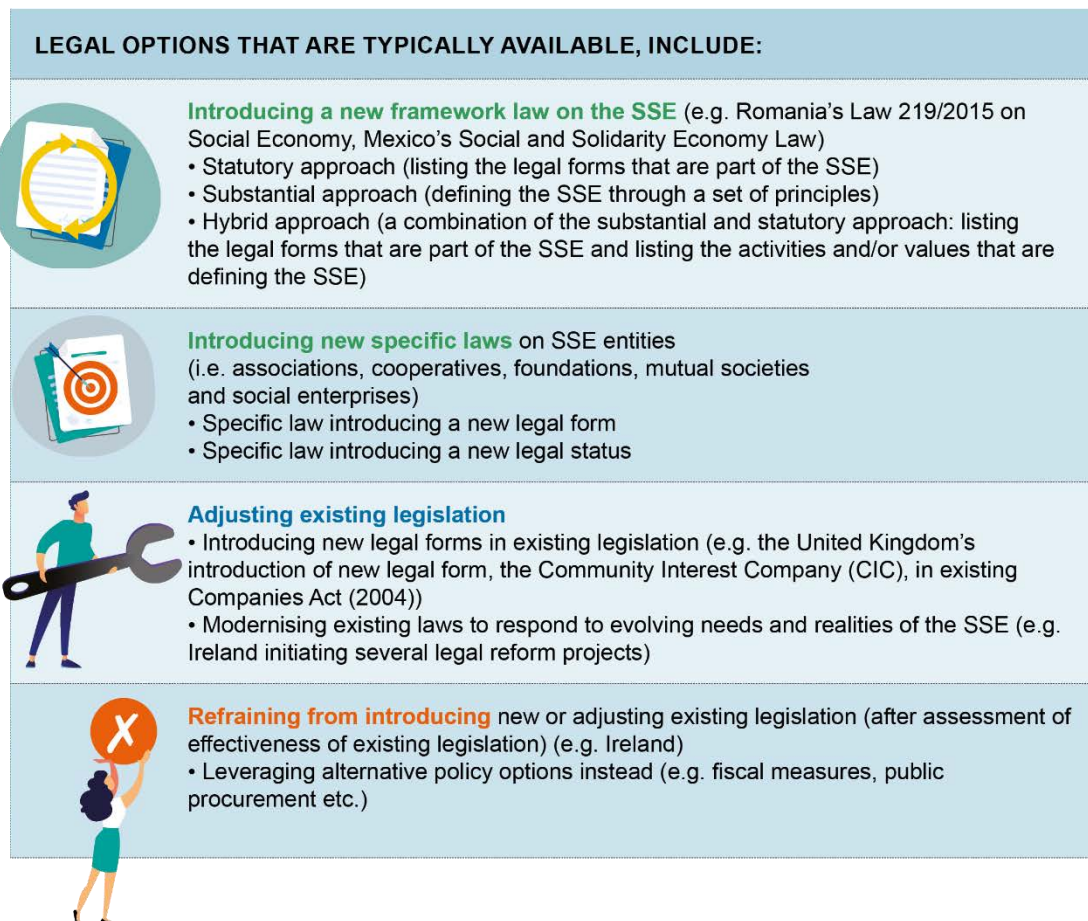 LEGAL OPTIONS THAT ARE TYPICALLY AVAILABLE, INCLUDE:
Introducing a new framework law on the SSE (e.g. Romania's Law 219/2015 on
Social Economy, Mexico's Social and Solidarity Economy Law)
• Statutory approach (listing the legal forms that are part of the SSE)
• Substantial approach (defining the SSE through a set of principles)
• Hybrid approach (a combination of the substantial and statutory approach: listing
the legal forms that are part of the SSE and listing the activities and/or values that are
defining the SSE)
Introducing new specific laws on SSE entities
(i.e. associations, cooperatives, foundations, mutual societies
and social enterprises)
• Specific law introducing a new legal form
• Specific law introducing a new legal status
Adjusting existing legislation
• Introducing new legal forms in existing legislation (e.g. the United Kingdom's
introduction of new legal form, the Community Interest Company (CIC), in existing
Companies Act (2004))
• Modernising existing laws to respond to evolving needs and realities of the SSE (e.g.
Ireland initiating several legal reform projects)
Refraining from introducing new or adjusting existing legislation (after assessment of
effectiveness of existing legislation) (e.g. Ireland)
• Leveraging alternative policy options instead (e.g. fiscal measures, public
procurement etc.)